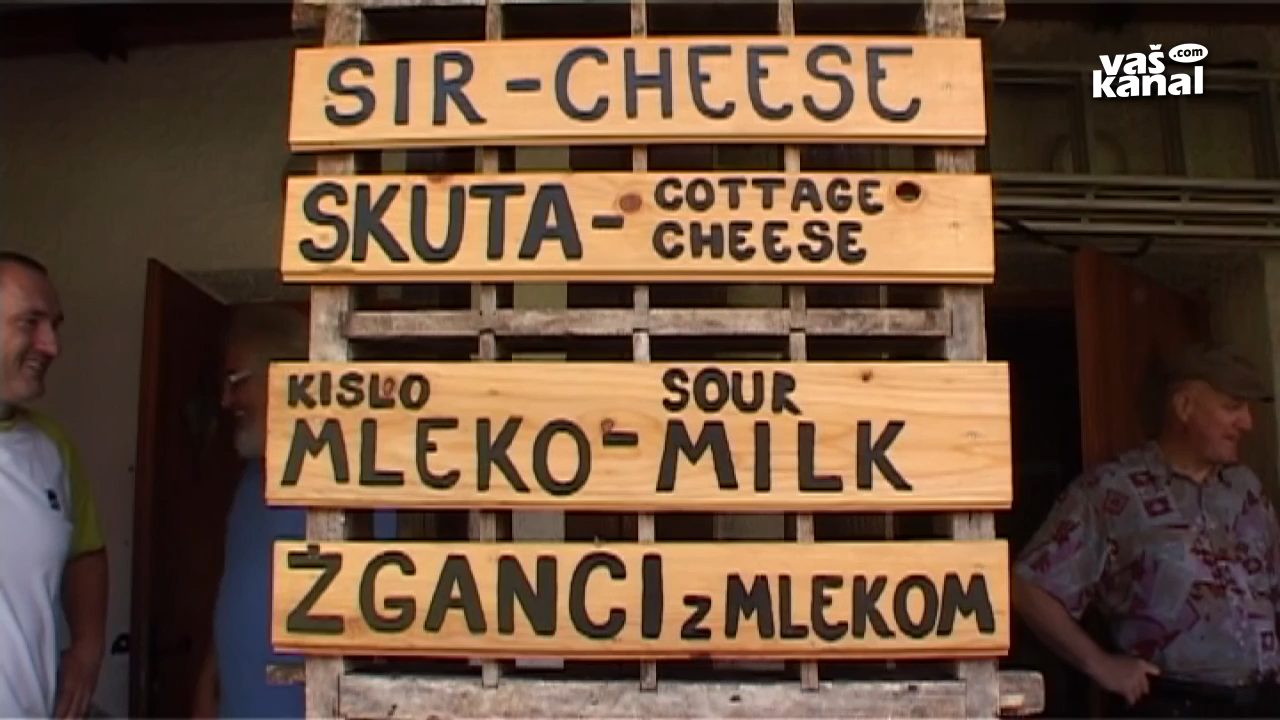 vaš .com
kanal
SIR - CHEESE
SKUTA - COTTAGE
CHEESE
KISLO SOUR
MLEKO - MILK
ŽGANCI z MLEKOM